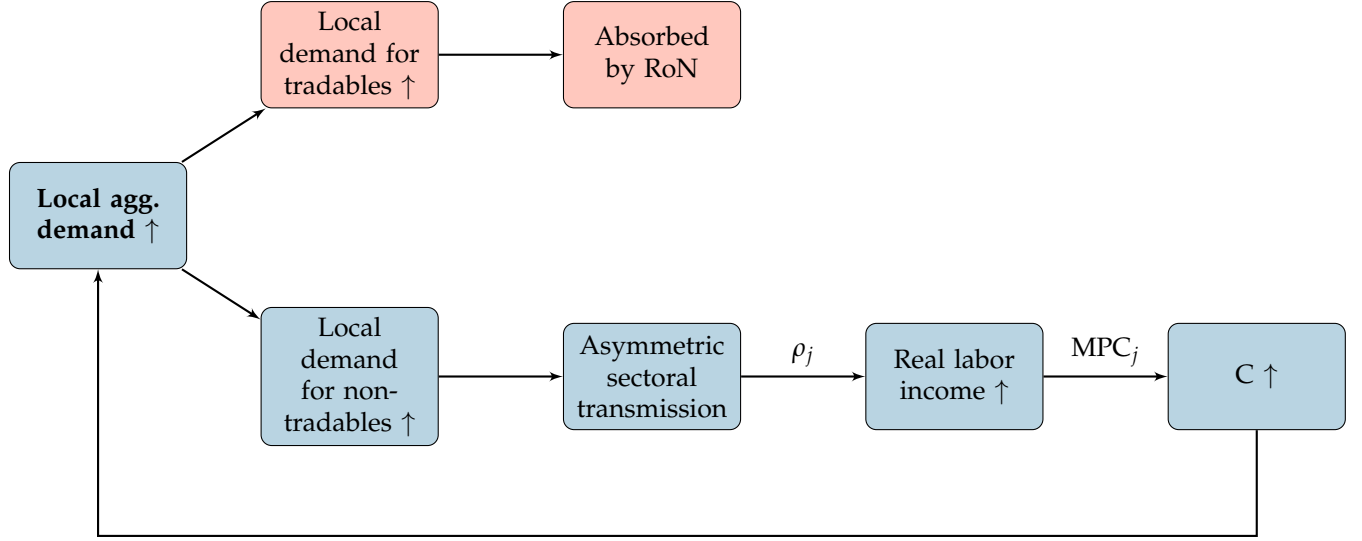 Local
demand for
tradables ↑
Absorbed
by RoN
Local agg.
demand ↑
Local
demand
for non-
tradables ↑
Asymmetric
sectoral
transmission
ρ_j
Real labor
income ↑
MPC_j
C ↑